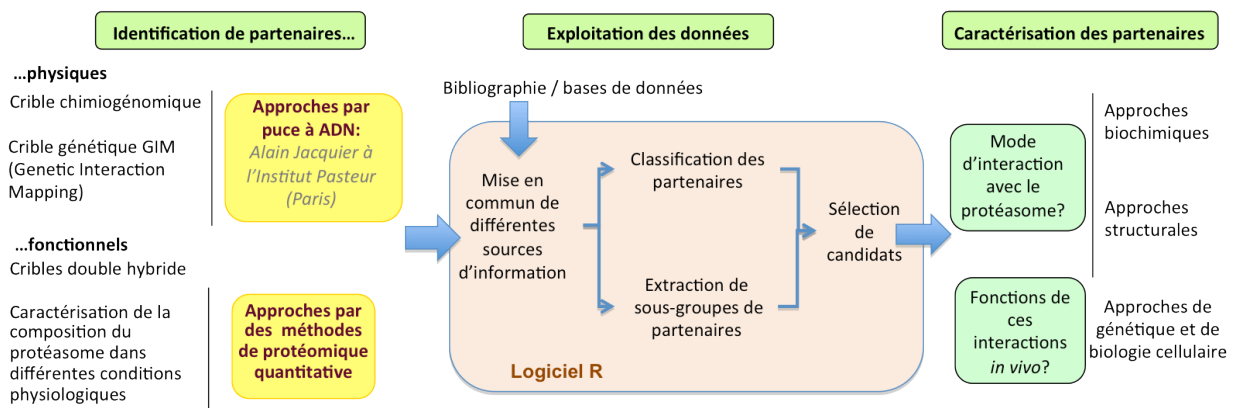 Identification de partenaires…
…physiques
Crible chimiogénomique
Crible génétique GIM
(Genetic Interaction
Mapping)
Approches par
puce à ADN:
Alain Jacquier à
l’Institut Pasteur
(Paris)
…fonctionnels
Cribles double hybride
Caractérisation de la
composition du
protéasome dans
différentes conditions
physiologiques
Approches par
des méthodes
de protéomique
quantitative
Exploitation des données
Bibliographie / bases de données
Mise en
commun de
différentes
sources
d’information
Classification des
partenaires
Extraction de
sous-groupes de
partenaires
Sélection
de
candidats
Logiciel R
Caractérisation des partenaires
Mode
d’interaction
avec le
protéasome?
Approches
biochimiques
Approches
structurales
Fonctions de
ces
interactions
in vivo?
Approches de
génétique et de
biologie cellulaire